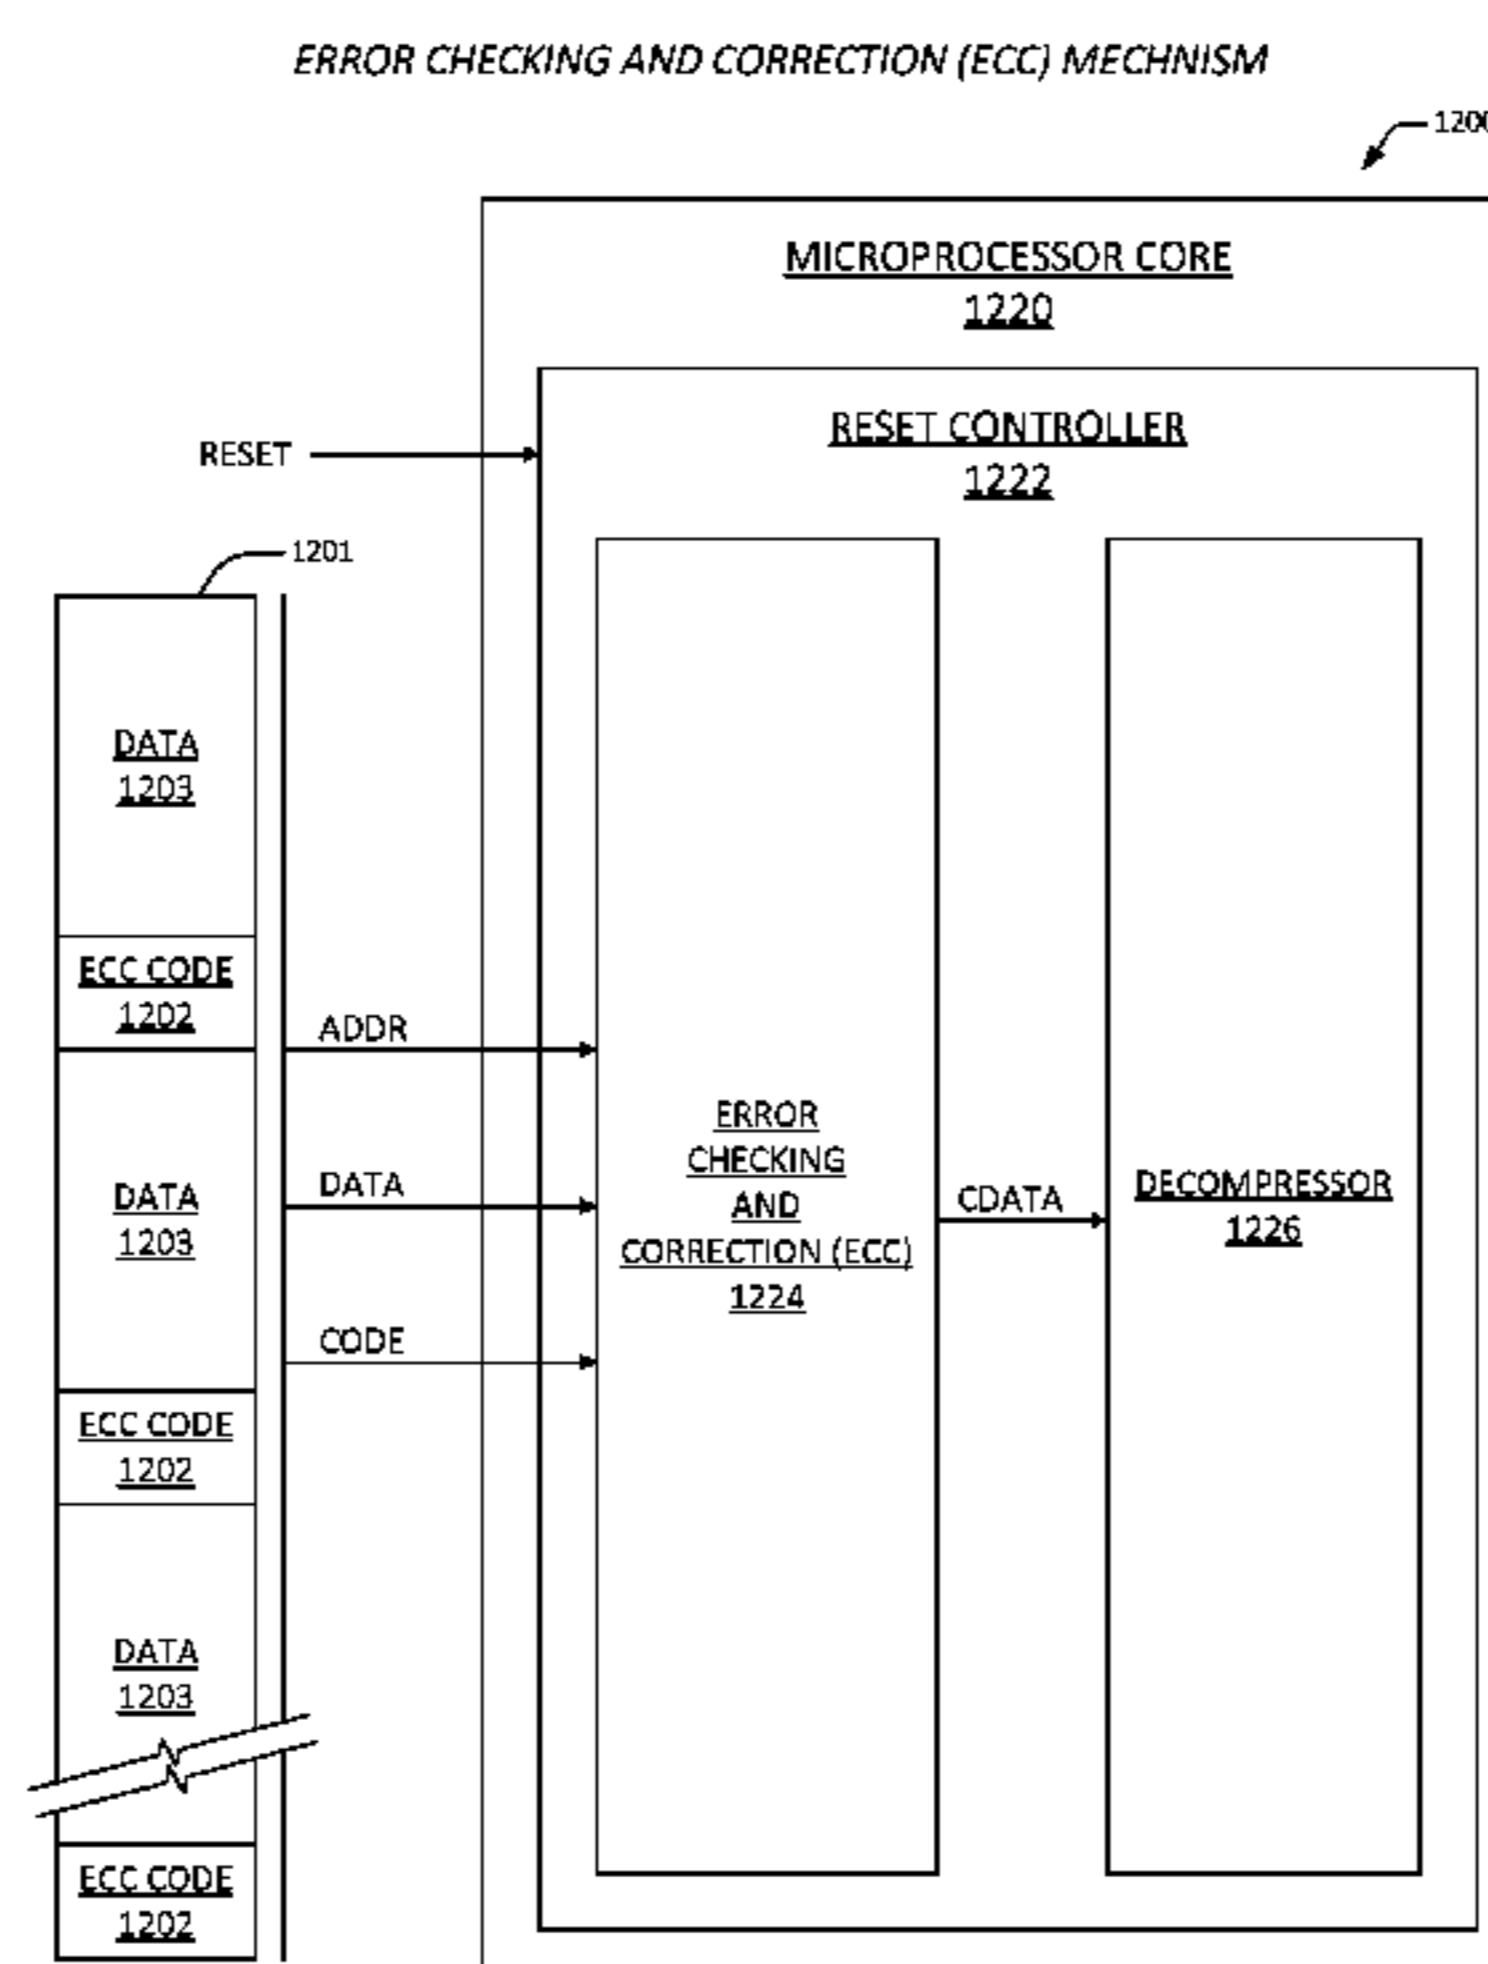 ERROR CHECKING AND CORRECTION (ECC) MECHNISM
1200
MICROPROCESSOR CORE
1220
RESET CONTROLLER
1222
RESET
1201
DATA
1203
ECC CODE
1202
ADDR
DATA
1203
DATA
CODE
ERROR
CHECKING
AND
CORRECTION (ECC)
1224
CDATA
DECOMPRESSOR
1226
ECC CODE
1202
DATA
1203
ECC CODE
1202